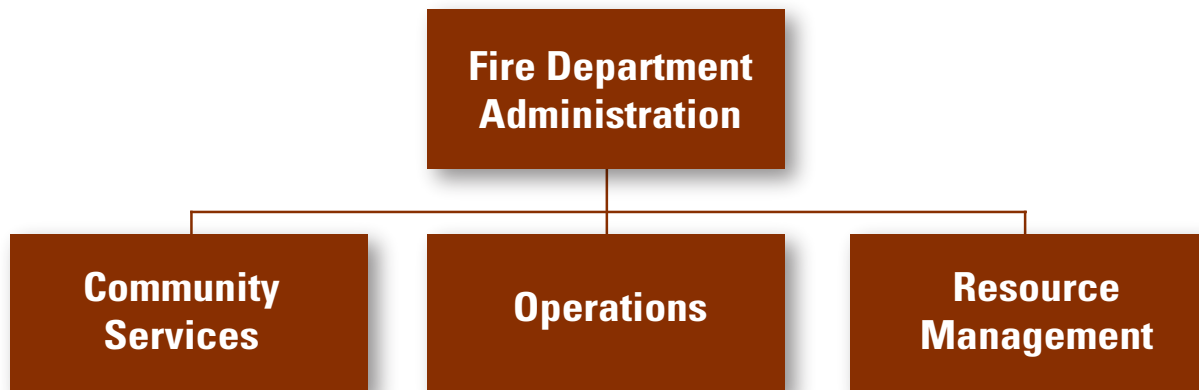 Fire Department
Administration
Community
Services
Operations
Resource
Management